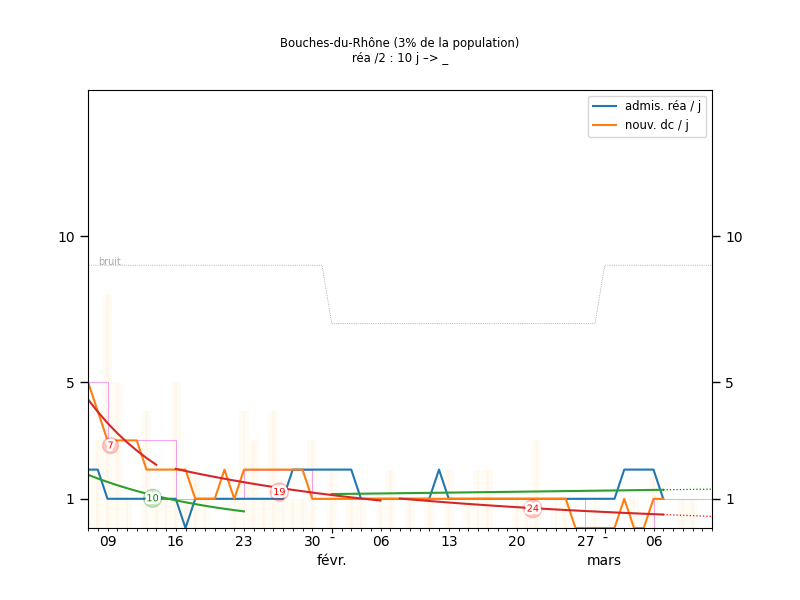 Bouches-du-Rhône (3% de la population)
réa /2 : 10 j –> _
admis. réa / j
nouv. dc / j
bruit
10 10
5 5
1 1
7
10
19
24
09 16 23 30 - 06 13 20 27 - 06
févr. mars